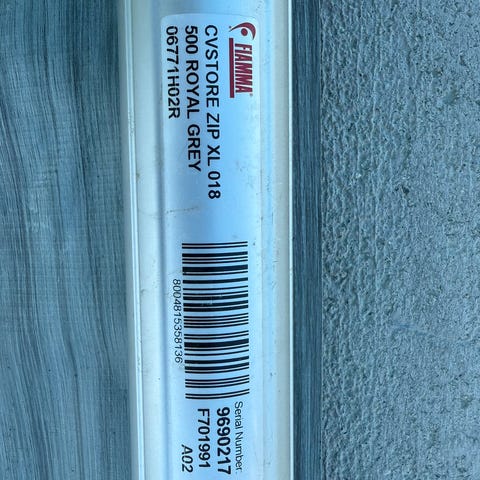 FIAMMA®
CVSTORE ZIP XL 018
500 ROYAL GREY
06771H02R
8004815358136
Serial Number:
9690217
F701991
A02